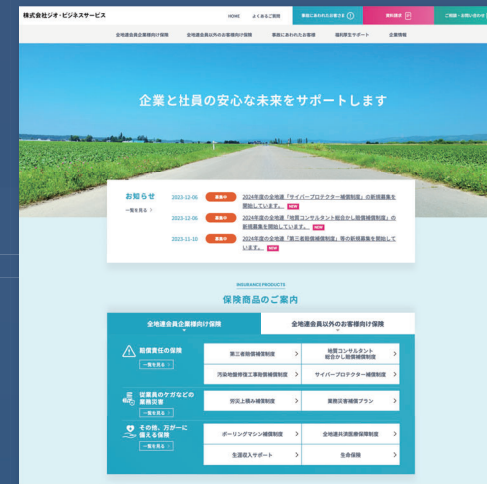 株式会社ジオ・ビジネスサービス
HOME よくあるご質問 事故にあわれたお客さま 資料請求 ご相談・お問い合わせ
全地連会員企業様向け保険 全地連会員以外のお客様向け保険 事故にあわれたお客様 福利厚生サポート 企業情報
企業と社員の安心な未来をサポートします
お知らせ
一覧を見る
2023-12-06 募集中 2024年度の全地連「サイバープロテクター補償制度」の新規募集を
開始しています。 NEW
2023-12-06 募集中 2024年度の全地連「地質コンサルタント総合かし賠償補償制度」の
新規募集を開始しています。 NEW
2023-11-10 募集中 2024年度の全地連「第三者賠償補償制度」等の新規募集を開始して
います。 NEW
INSURANCE PRODUCTS
保険商品のご案内
全地連会員企業様向け保険 全地連会員以外のお客様向け保険
賠償責任の保険
一覧を見る
第三者賠償補償制度
地質コンサルタント
総合かし賠償補償制度
汚染地盤修復工事賠償補償制度 サイバープロテクター補償制度
従業員のケガなどの
業務災害
一覧を見る
労災上積み補償制度 業務災害補償プラン
その他、万が一に
備える保険
一覧を見る
ボーリングマシン補償制度 全地連共済医療保障制度
生涯収入サポート 生命保険